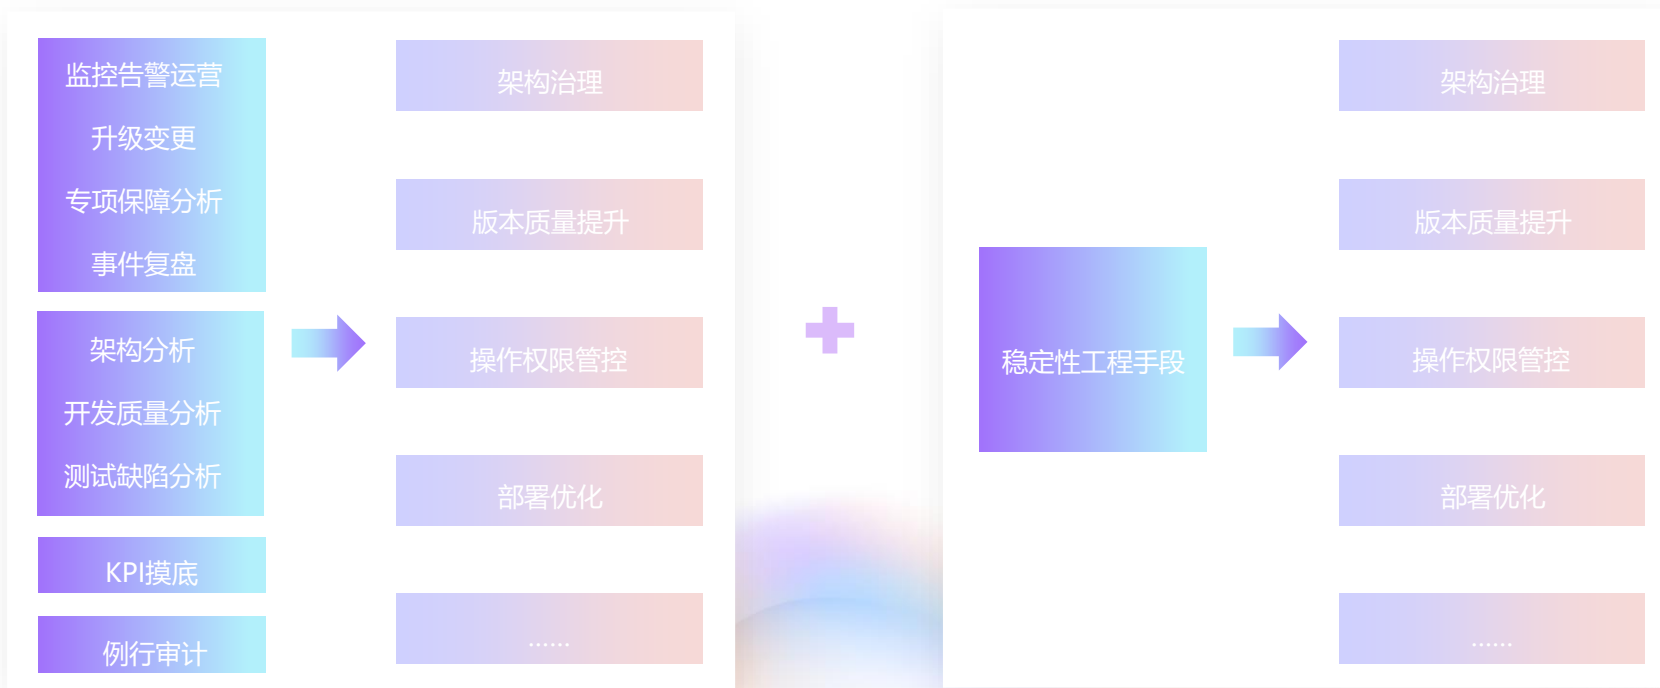 监控告警运营
升级变更
专项保障分析
事件复盘
架构分析
开发质量分析
测试缺陷分析
KPI摸底
例行审计
架构治理
版本质量提升
操作权限管控
部署优化
......
稳定性工程手段
架构治理
版本质量提升
操作权限管控
部署优化
......